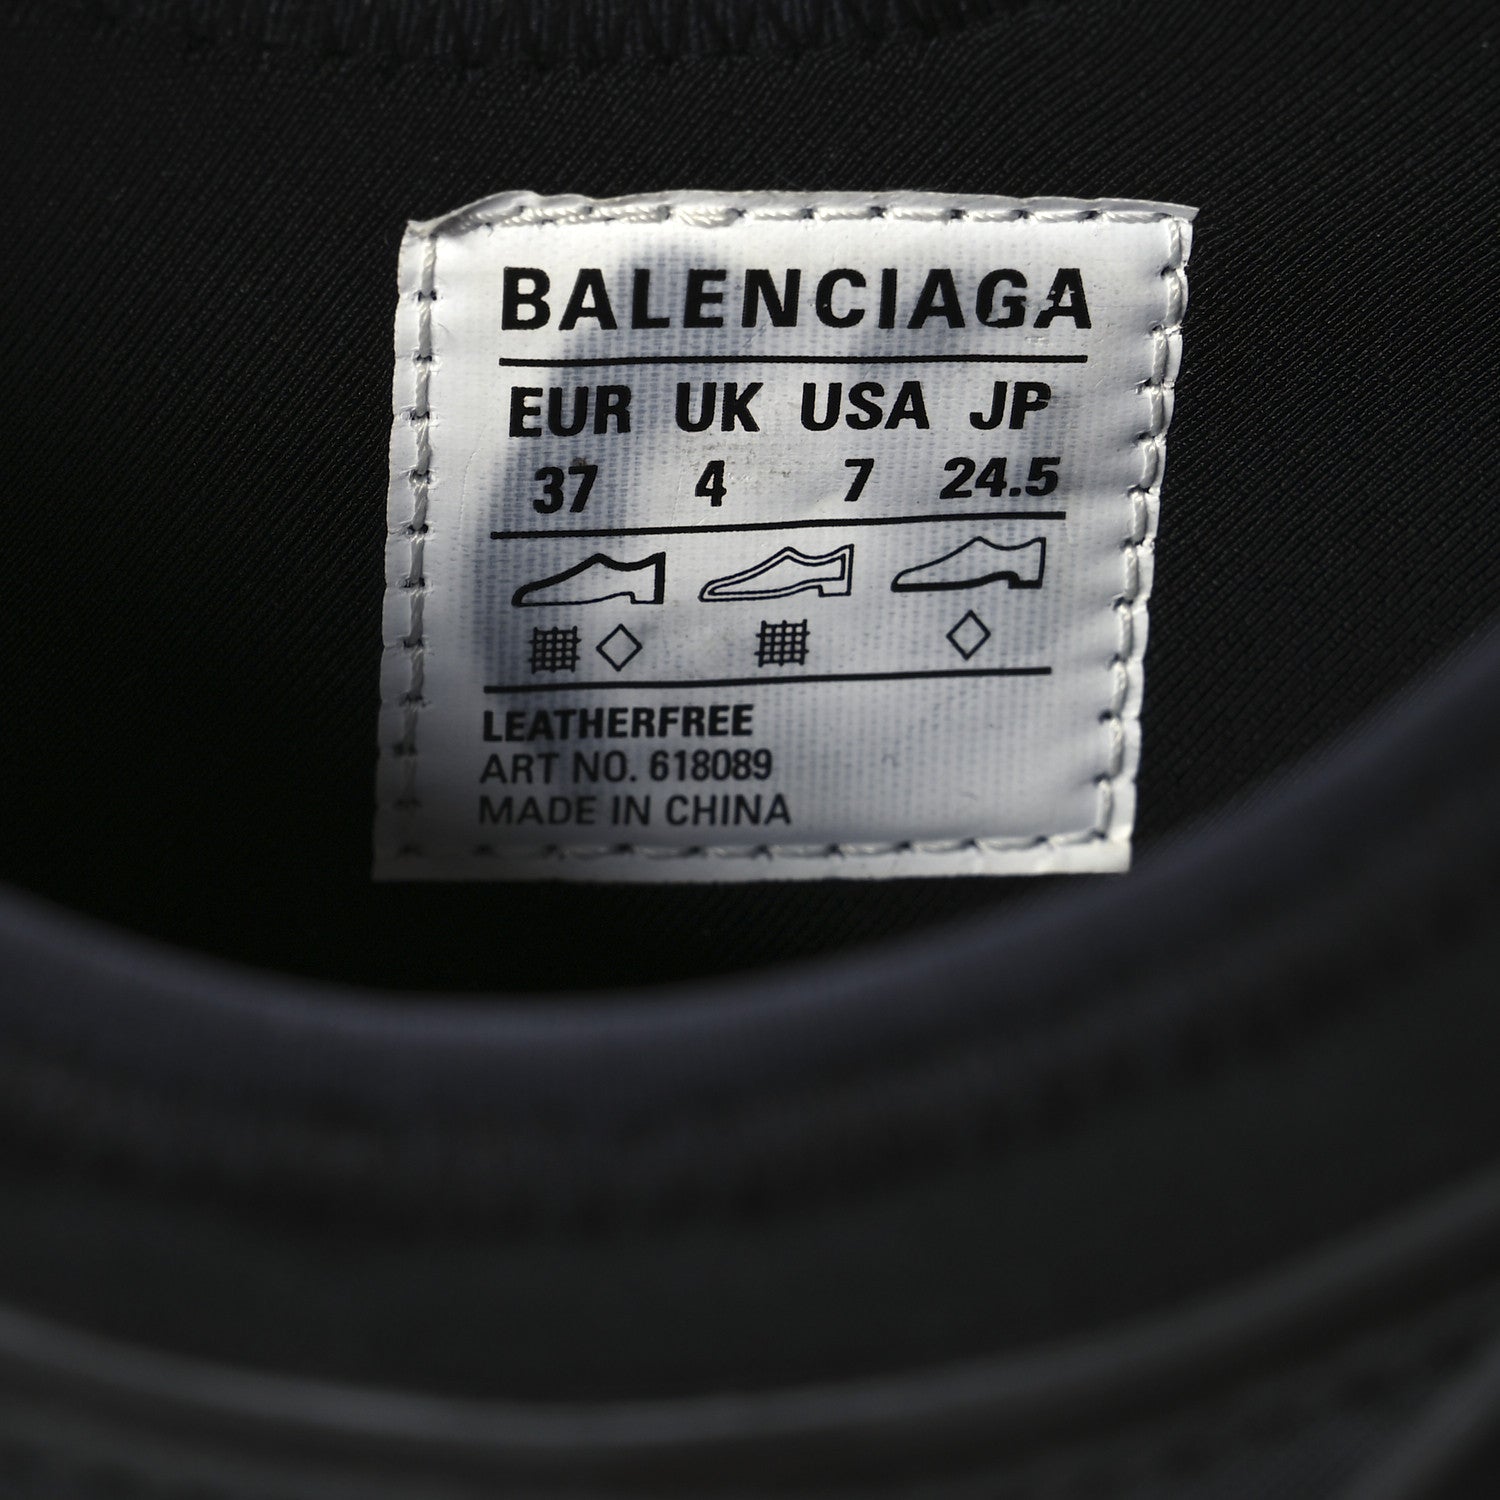 BALENCIAGA
EUR UK USA JP
37 4 7 24.5
LEATHERFREE
ART NO. 618089
MADE IN CHINA